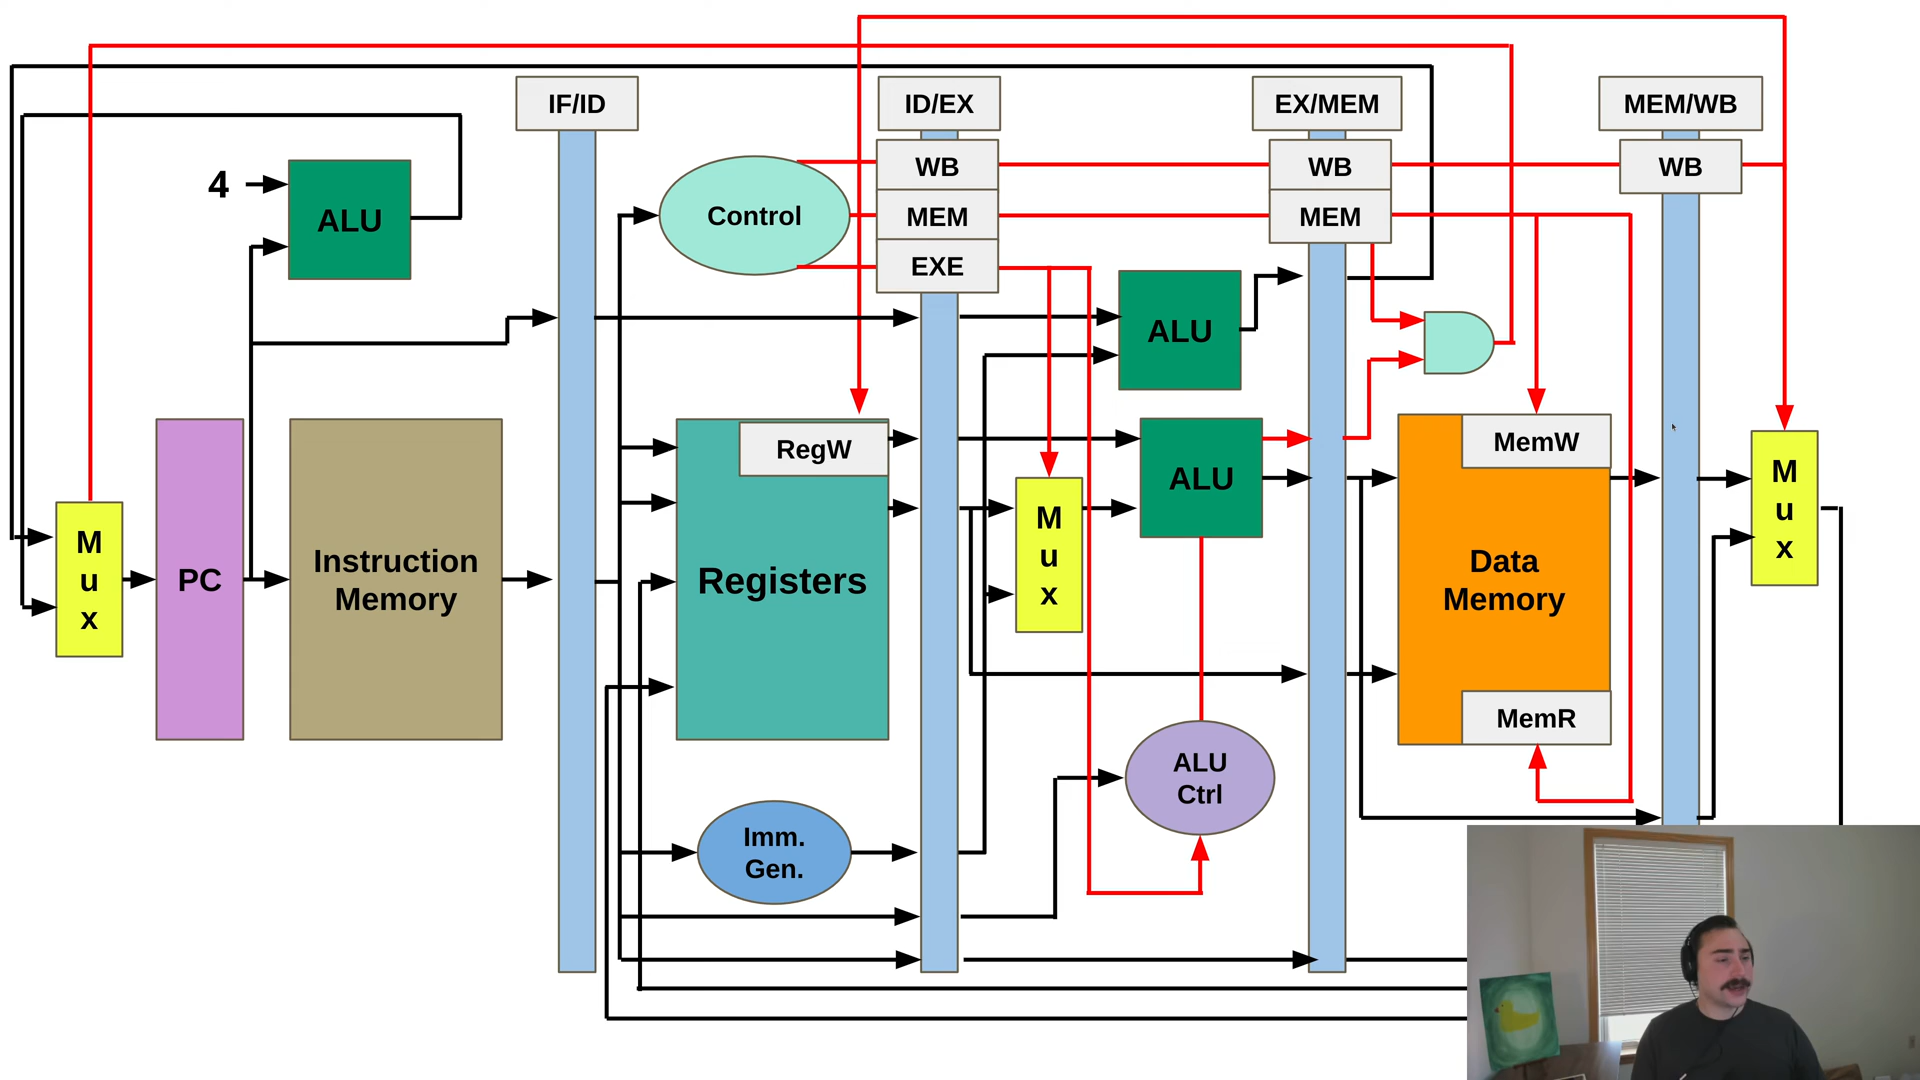 IF/ID
ID/EX
EX/MEM
MEM/WB
WB
MEM
EXE
WB
MEM
WB
4
ALU
Control
ALU
RegW
Registers
M
u
x
PC
Instruction
Memory
M
u
x
ALU
MemW
Data
Memory
MemR
M
u
x
ALU
Ctrl
Imm.
Gen.